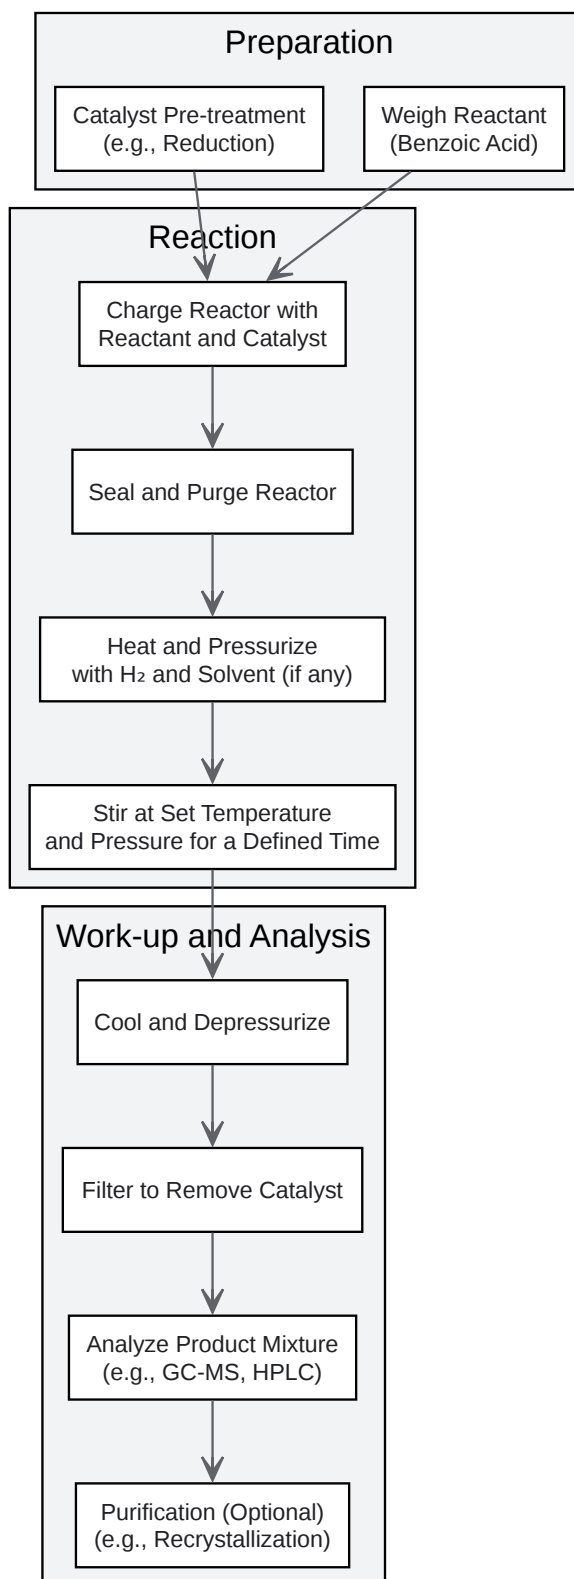 Preparation
Catalyst Pre-treatment
(e.g., Reduction)
Weigh Reactant
(Benzoic Acid)
Reaction
Charge Reactor with
Reactant and Catalyst
Seal and Purge Reactor
Heat and Pressurize
with H₂ and Solvent (if any)
Stir at Set Temperature
and Pressure for a Defined Time
Work-up and Analysis
Cool and Depressurize
Filter to Remove Catalyst
Analyze Product Mixture
(e.g., GC-MS, HPLC)
Purification (Optional)
(e.g., Recrystallization)